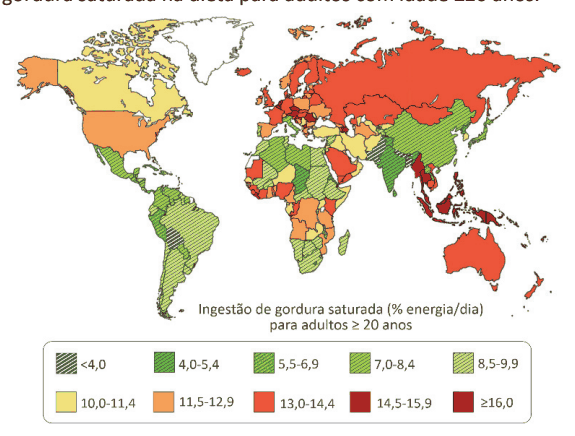 gordura saturada na dieta para adultos com idade ≥20 anos.
Ingestão de gordura saturada (% energia/dia)
para adultos ≥ 20 anos
<4,0 4,0-5,4 5,5-6,9 7,0-8,4 8,5-9,9
10,0-11,4 11,5-12,9 13,0-14,4 14,5-15,9 ≥16,0